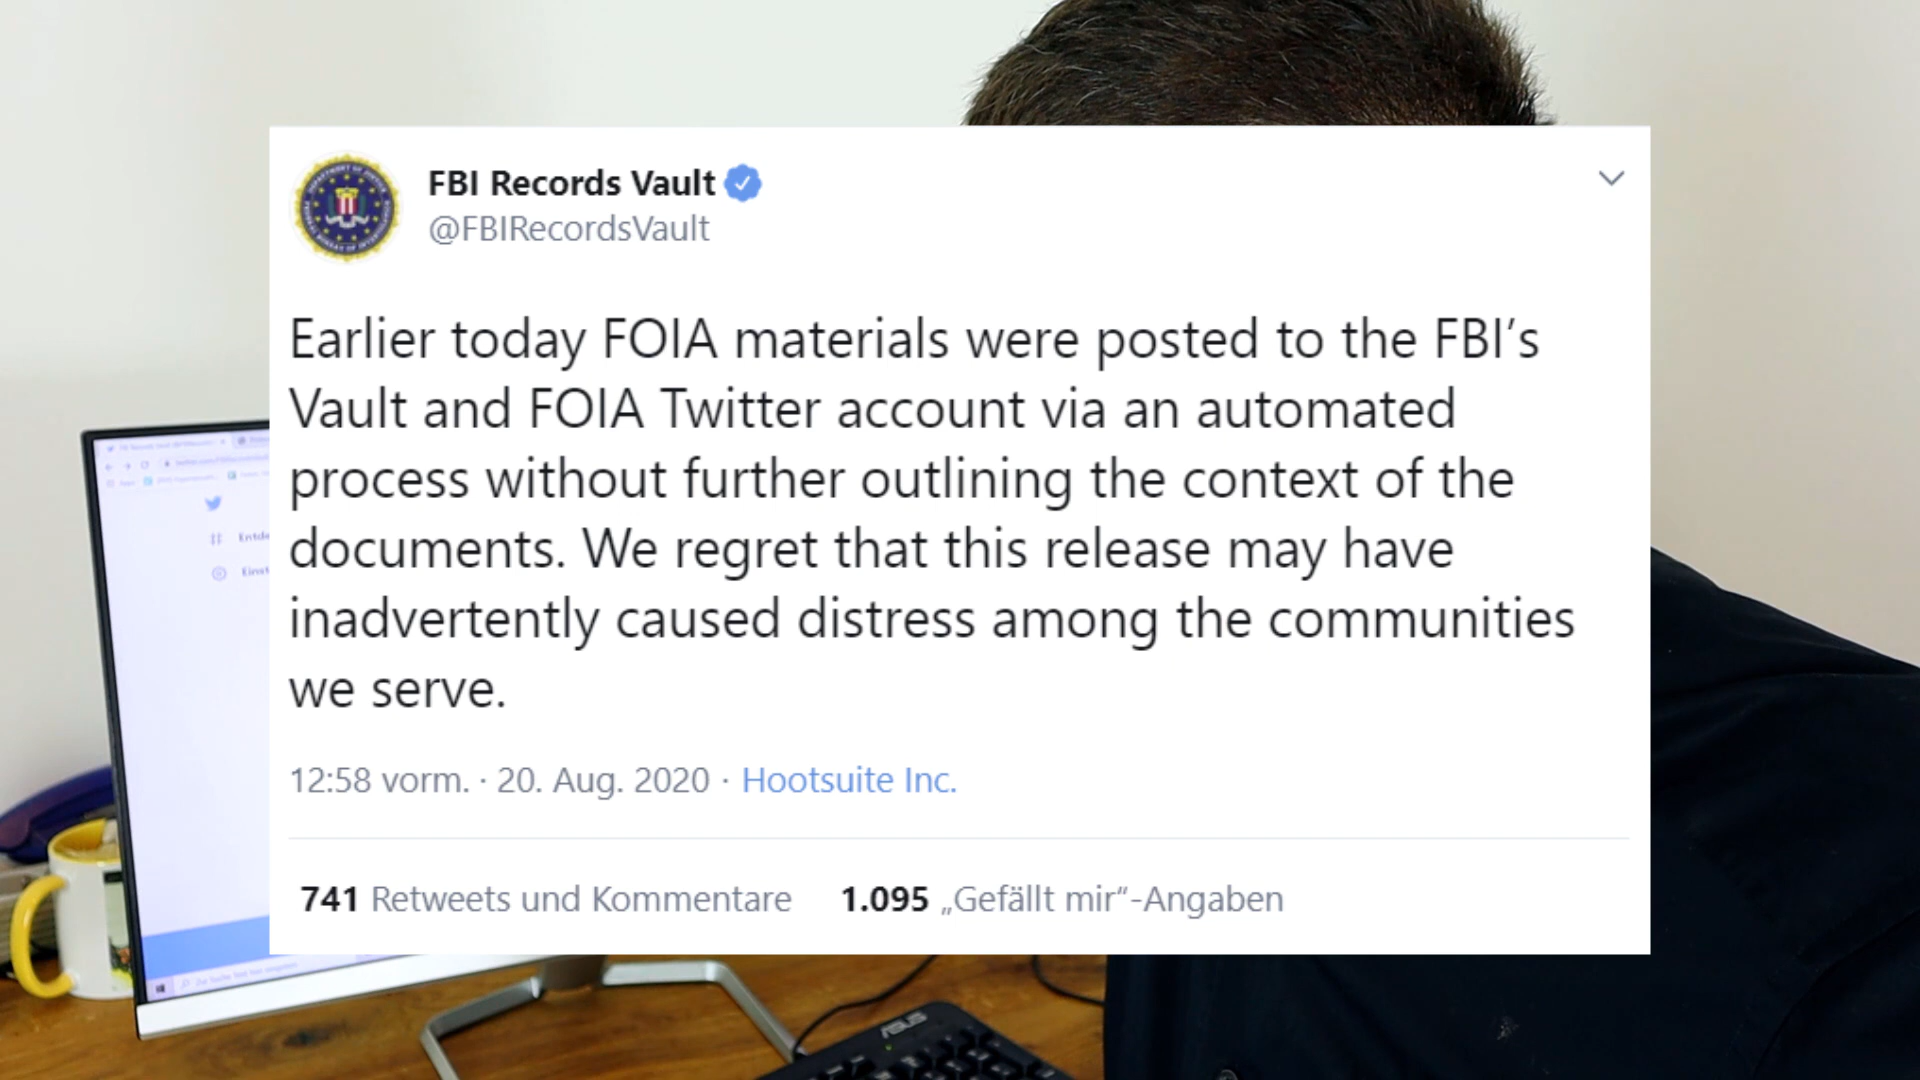 FBI Records Vault
@FBIRecordsVault
Earlier today FOIA materials were posted to the FBI’s
Vault and FOIA Twitter account via an automated
process without further outlining the context of the
documents. We regret that this release may have
inadvertently caused distress among the communities
we serve.
12:58 vorm. · 20. Aug. 2020 · Hootsuite Inc.
741 Retweets und Kommentare 1.095 „Gefällt mir“-Angaben
ASUS